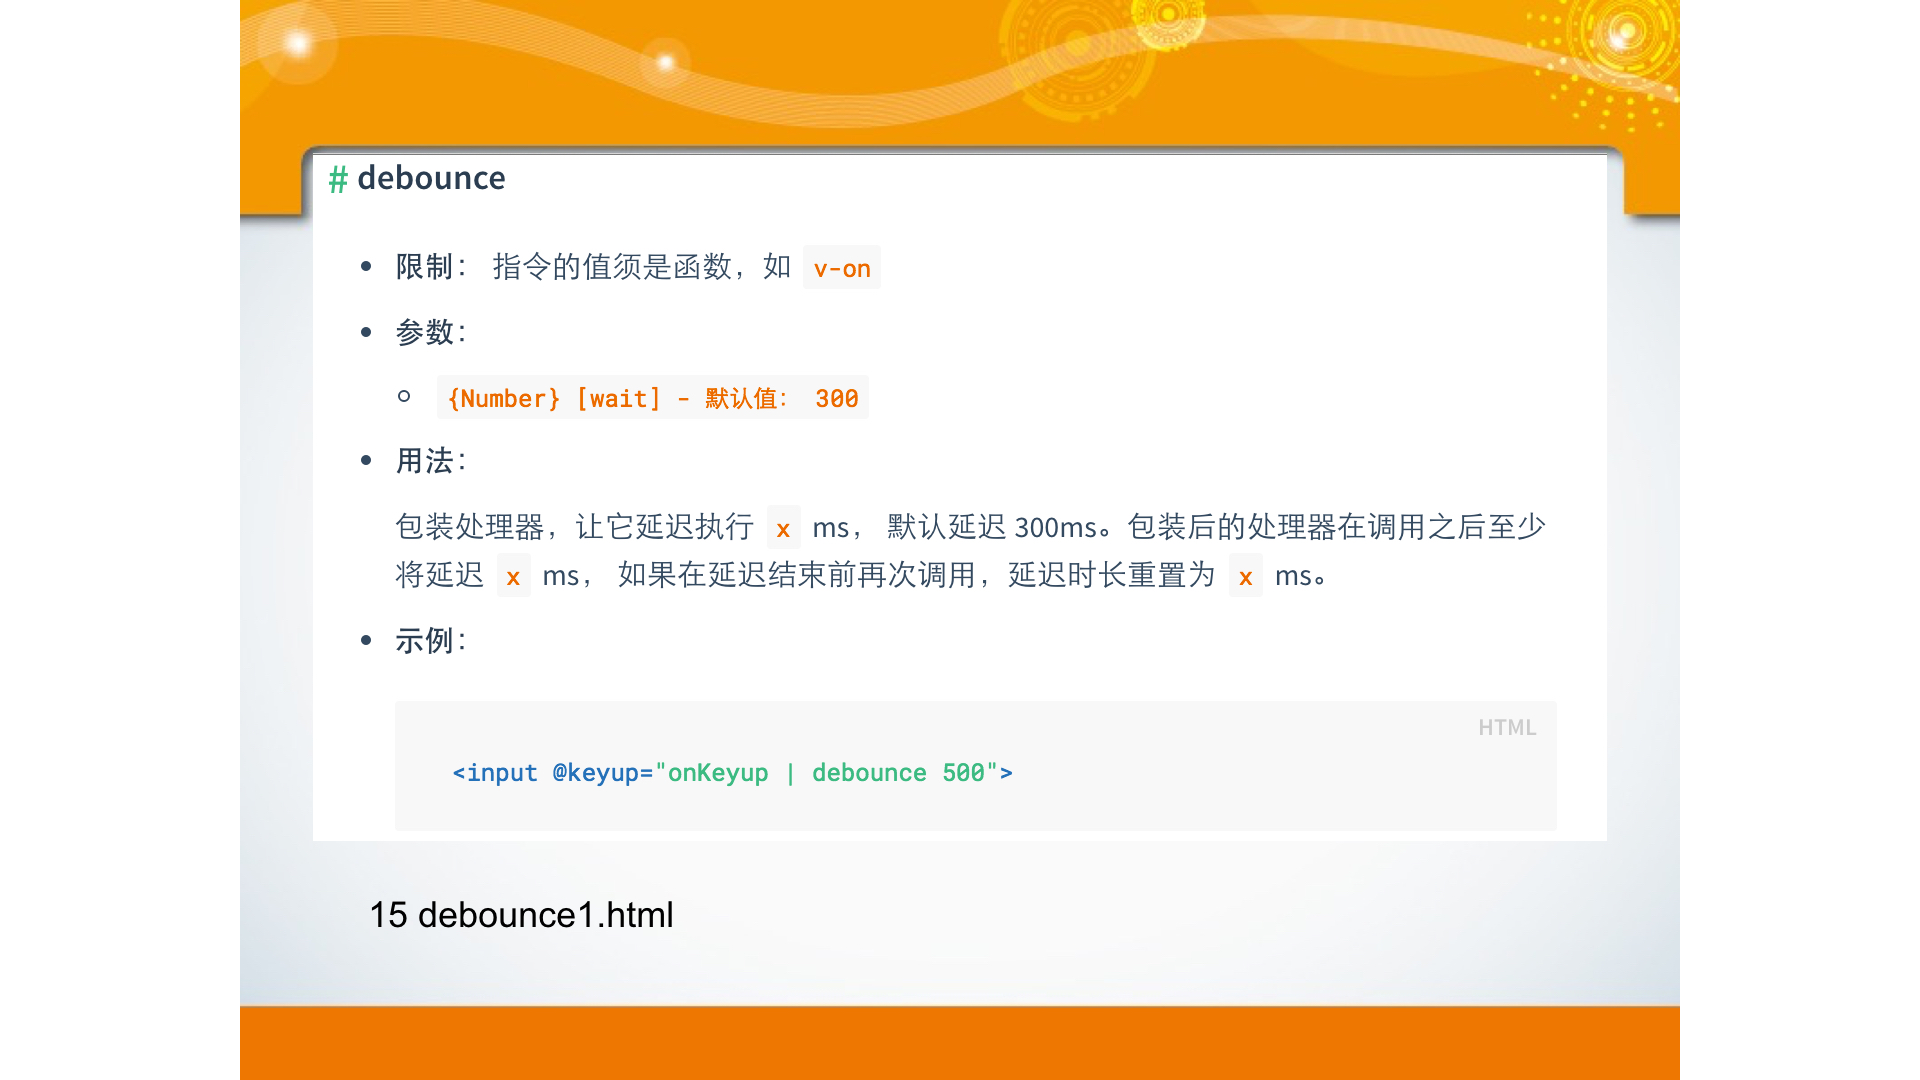 # debounce
限制： 指令的值须是函数，如 v-on
参数：
{Number} [wait] - 默认值： 300
用法：
包装处理器，让它延迟执行 x ms， 默认延迟 300ms。包装后的处理器在调用之后至少
将延迟 x ms， 如果在延迟结束前再次调用，延迟时长重置为 x ms。
示例：
HTML
<input @keyup="onKeyup | debounce 500">
15 debounce1.html